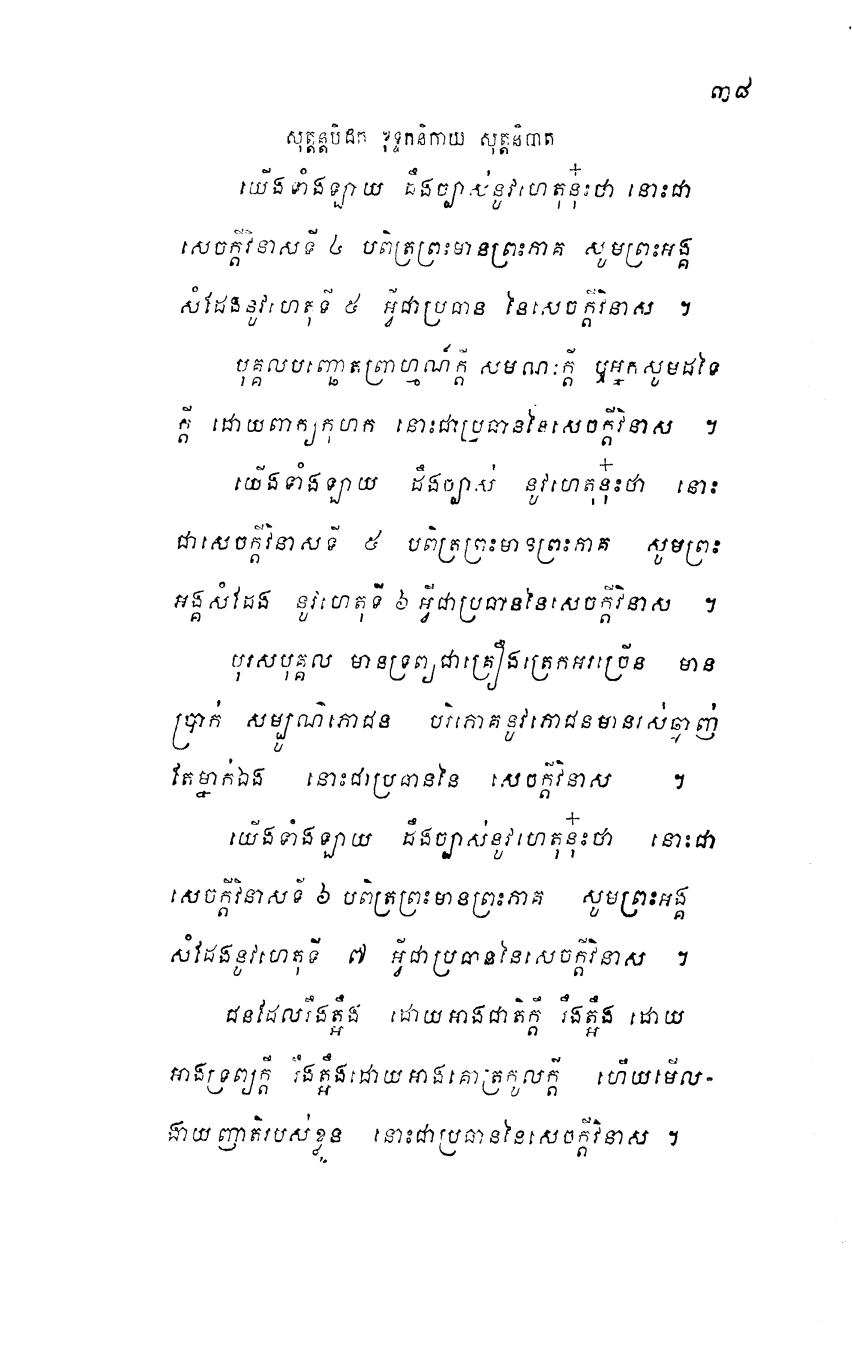 ៣៨
សុត្តន្តបិដក ខុទ្ទកនិកាយ សុត្តនិបាត
យើងទាំងឡាយ ដឹងច្បាស់នូវហេតុនុ៎ះថា នោះជា
សេចក្តីវិនាសទី ៤ បពិត្រព្រះមានព្រះភាគ សូមព្រះអង្គ
សំដែងនូវហេតុទី ៥ អ្វីជាប្រធាន នៃសេចក្តីវិនាស ។
បុគ្គលបញ្ឆោតព្រាហ្មណ៍ក្តី សមណៈក្តី ឬអ្នកសូមដទៃ
ក្តី ដោយពាក្យកុហក នោះជាប្រធាននៃសេចក្តីវិនាស ។
យើងទាំងឡាយ ដឹងច្បាស់ នូវហេតុនុ៎ះថា នោះ
ជាសេចក្តីវិនាសទី ៥ បពិត្រព្រះមានព្រះភាគ សូមព្រះ
អង្គសំដែង នូវហេតុទី ៦ អ្វីជាប្រធាននៃសេចក្តីវិនាស ។
បុរសបុគ្គល មានទ្រព្យជាគ្រឿងត្រេកអរច្រើន មាន
ប្រាក់ សម្បូណ៌ភោជន បរិភោគនូវភោជនមានរស់ឆ្ងាញ់
តែម្នាក់ឯង នោះជាប្រធាននៃ សេចក្តីវិនាស ។
យើងទាំងឡាយ ដឹងច្បាស់នូវហេតុនុ៎ះថា នោះជា
សេចក្តីវិនាសទី ៦ បពិត្រព្រះមានព្រះភាគ សូមព្រះអង្គ
សំដែងនូវហេតុទី ៧ អ្វីជាប្រធាននៃសេចក្តីវិនាស ។
ជនដែលរឹងត្អឹង ដោយអាងជាតិក្តី រឹងត្អឹង ដោយ
អាងទ្រព្យក្តី រឹងត្អឹងដោយអាងគោត្រកូលក្តី ហើយមើល-
ងាយញាតិរបស់ខ្លួន នោះជាប្រធាននៃសេចក្តីវិនាស ។